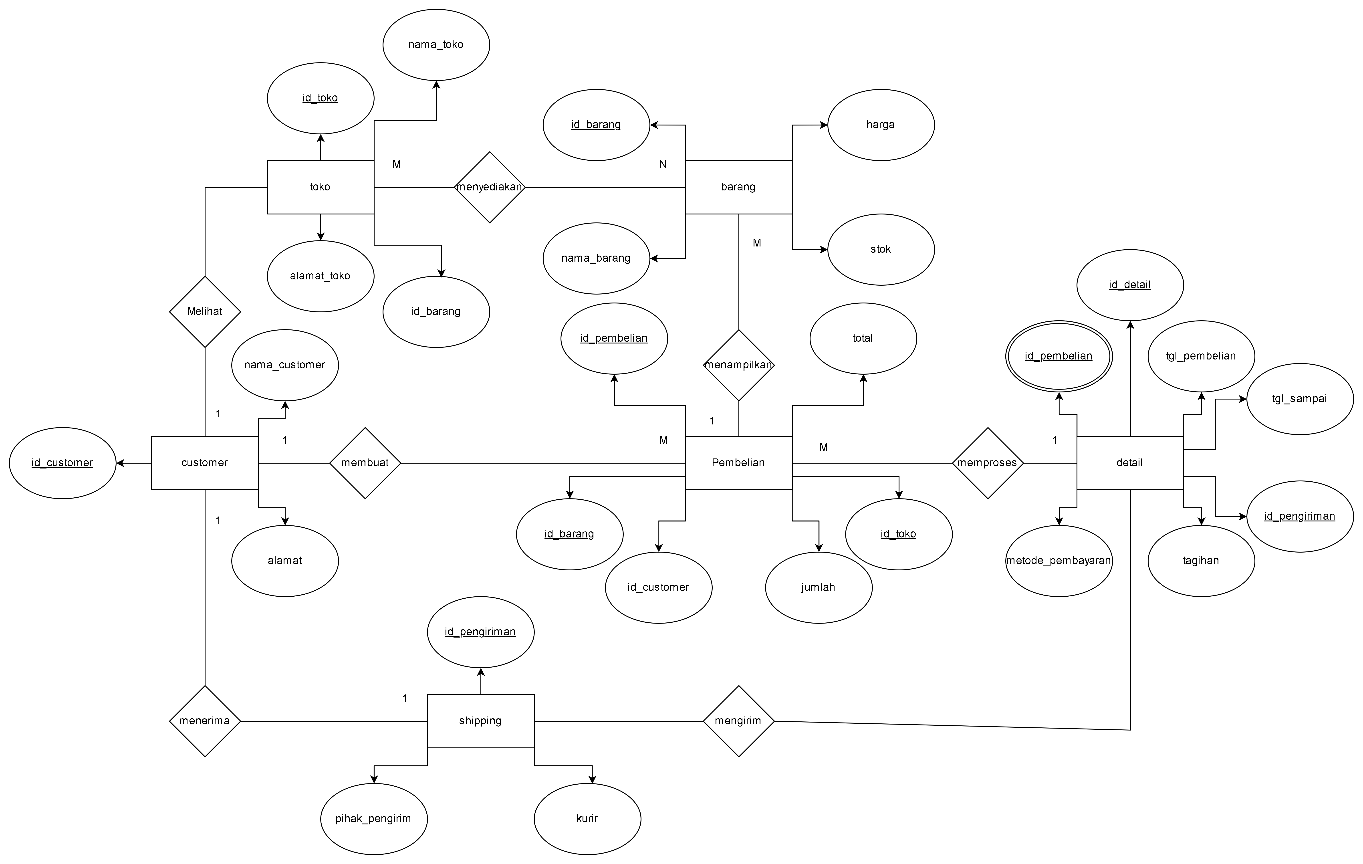 nama_toko
id_toko
id_barang
harga
M
N
toko
menyediakan
barang
M
nama_barang
stok
alamat_toko
id_barang
id_detail
Melihat
id_pembelian
total
nama_customer
menampilkan
id_pembelian
tgl_pembelian
tgl_sampai
1
1
1
M
M
1
id_customer
customer
membuat
Pembelian
memproses
detail
1
id_barang
id_toko
id_pengiriman
alamat
id_customer
jumlah
metode_pembayaran
tagihan
id_pengiriman
1
menerima
shipping
mengirim
pihak_pengirim
kurir